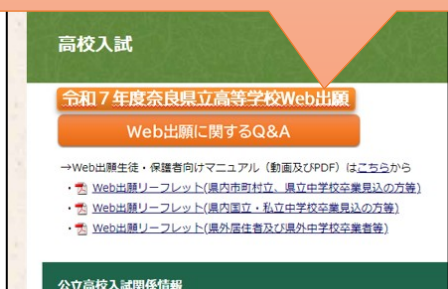 高校入試
令和7年度奈良県立高等学校Web出願
Web出願に関するQ&A
→Web出願生徒・保護者向けマニュアル（動画及びPDF）はこちらから
・Web出願リーフレット(県内市町村立、県立中学校卒業見込の方等)
・Web出願リーフレット(県内国立・私立中学校卒業見込の方等)
・Web出願リーフレット(県外居住者及び県外中学校卒業者等)
公立高校入試関係情報